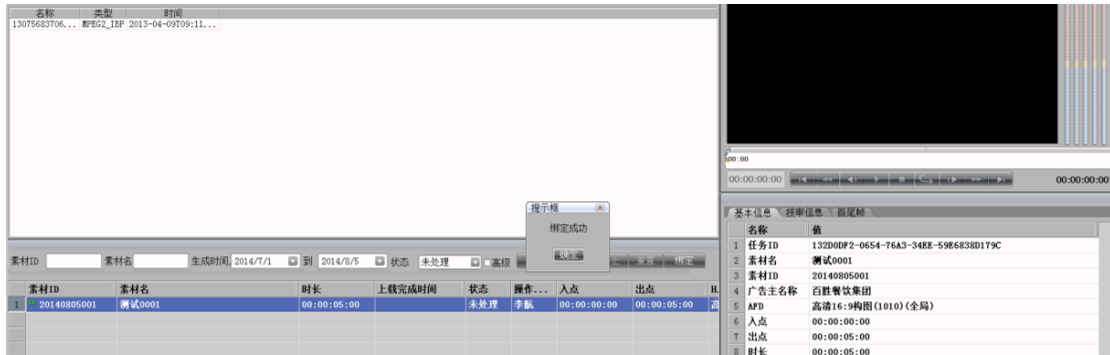 名称 类型 时间
13075683706... MPEG2_IBP 2013-04-09T09:11...
00:00
00:00:00:00 00:00:00:00
提示框
绑定成功
确定
素材ID 素材名 生成时间, 2014/7/1 到 2014/8/5 状态 未处理 高级 重置 绑定
素材ID 素材名 时长 上载完成时间 状态 操作... 入点 出点
1 20140805001 测试0001 00:00:05:00 未处理 李航 00:00:00:00 00:00:05:00 高
基本信息 技审信息 首尾帧
名称 值
1 任务ID 132D0DF2-0654-76A3-34EE-59E6838D179C
2 素材名 测试0001
3 素材ID 20140805001
4 广告主名称 百胜餐饮集团
5 AFD 高清16:9构图(1010)(全局)
6 入点 00:00:00:00
7 出点 00:00:05:00
8 时长 00:00:05:00